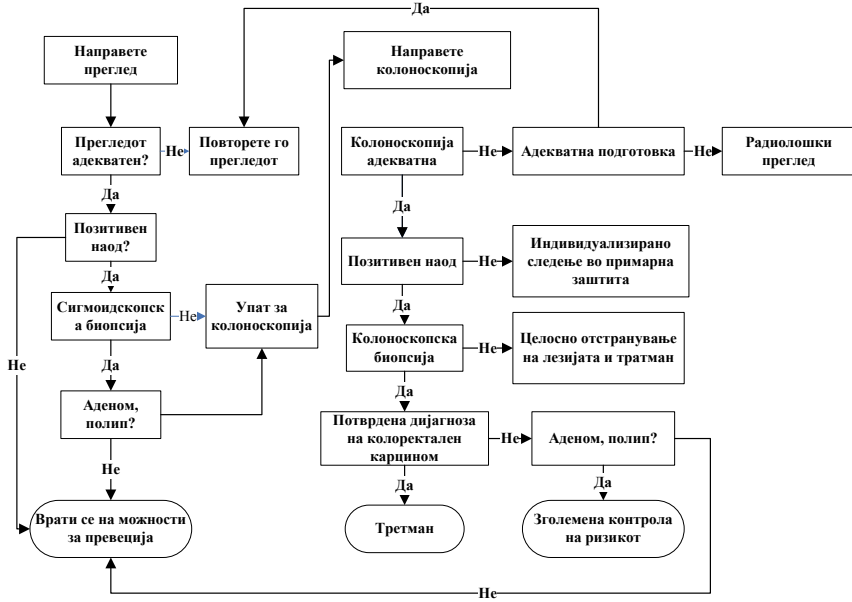 Да
Направете
преглед
Направете
колоноскопија
Прегледот
адекватен?
Не
Повторете го
прегледот
Колоноскопија
адекватна
Не
Адекватна подготовка
Не
Радиолошки
преглед
Да
Да
Позитивен
наод?
Позитивен наод
Не
Индивидуализирано
следење во примарна
заштита
Да
Да
Сигмоидскопск
а биопсија
Не
Упат за
колоноскопија
Колоноскопска
биопсија
Не
Целосно отстранување
на лезијата и тратман
Не
Да
Да
Аденом,
полип?
Потврдена дијагноза
на колоректален
карцином
Не
Аденом, полип?
Не
Да
Да
Врати се на можности
за превеција
Третман
Зголемена контрола
на ризикот
Не